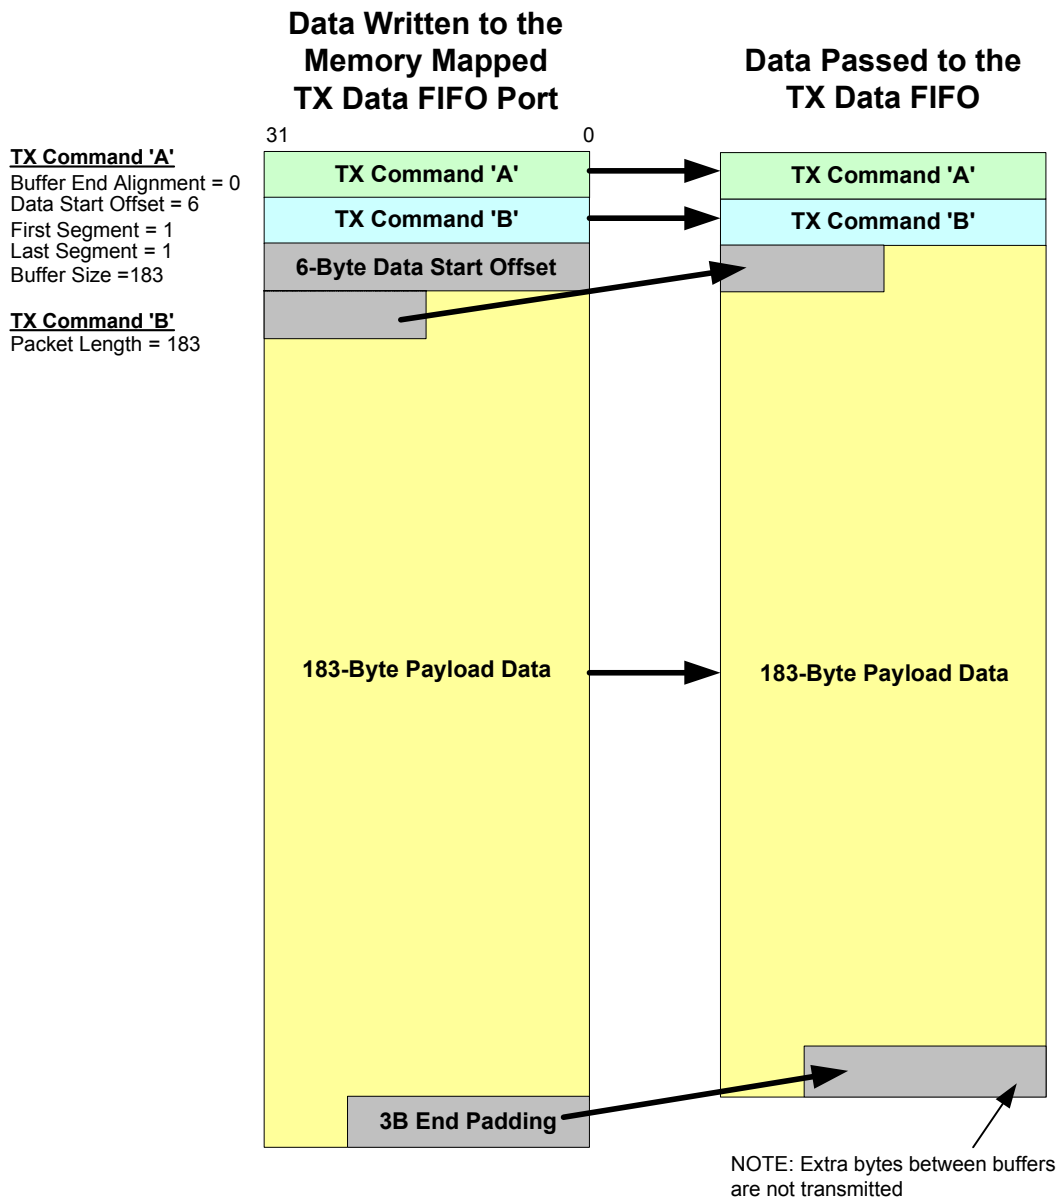 Data Written to the
Memory Mapped
TX Data FIFO Port
Data Passed to the
TX Data FIFO
31
0
TX Command 'A'
Buffer End Alignment = 0
Data Start Offset = 6
First Segment = 1
Last Segment = 1
Buffer Size =183
TX Command 'B'
Packet Length = 183
TX Command 'A'
TX Command 'B'
6-Byte Data Start Offset
183-Byte Payload Data
3B End Padding
TX Command 'A'
TX Command 'B'
183-Byte Payload Data
NOTE: Extra bytes between buffers
are not transmitted